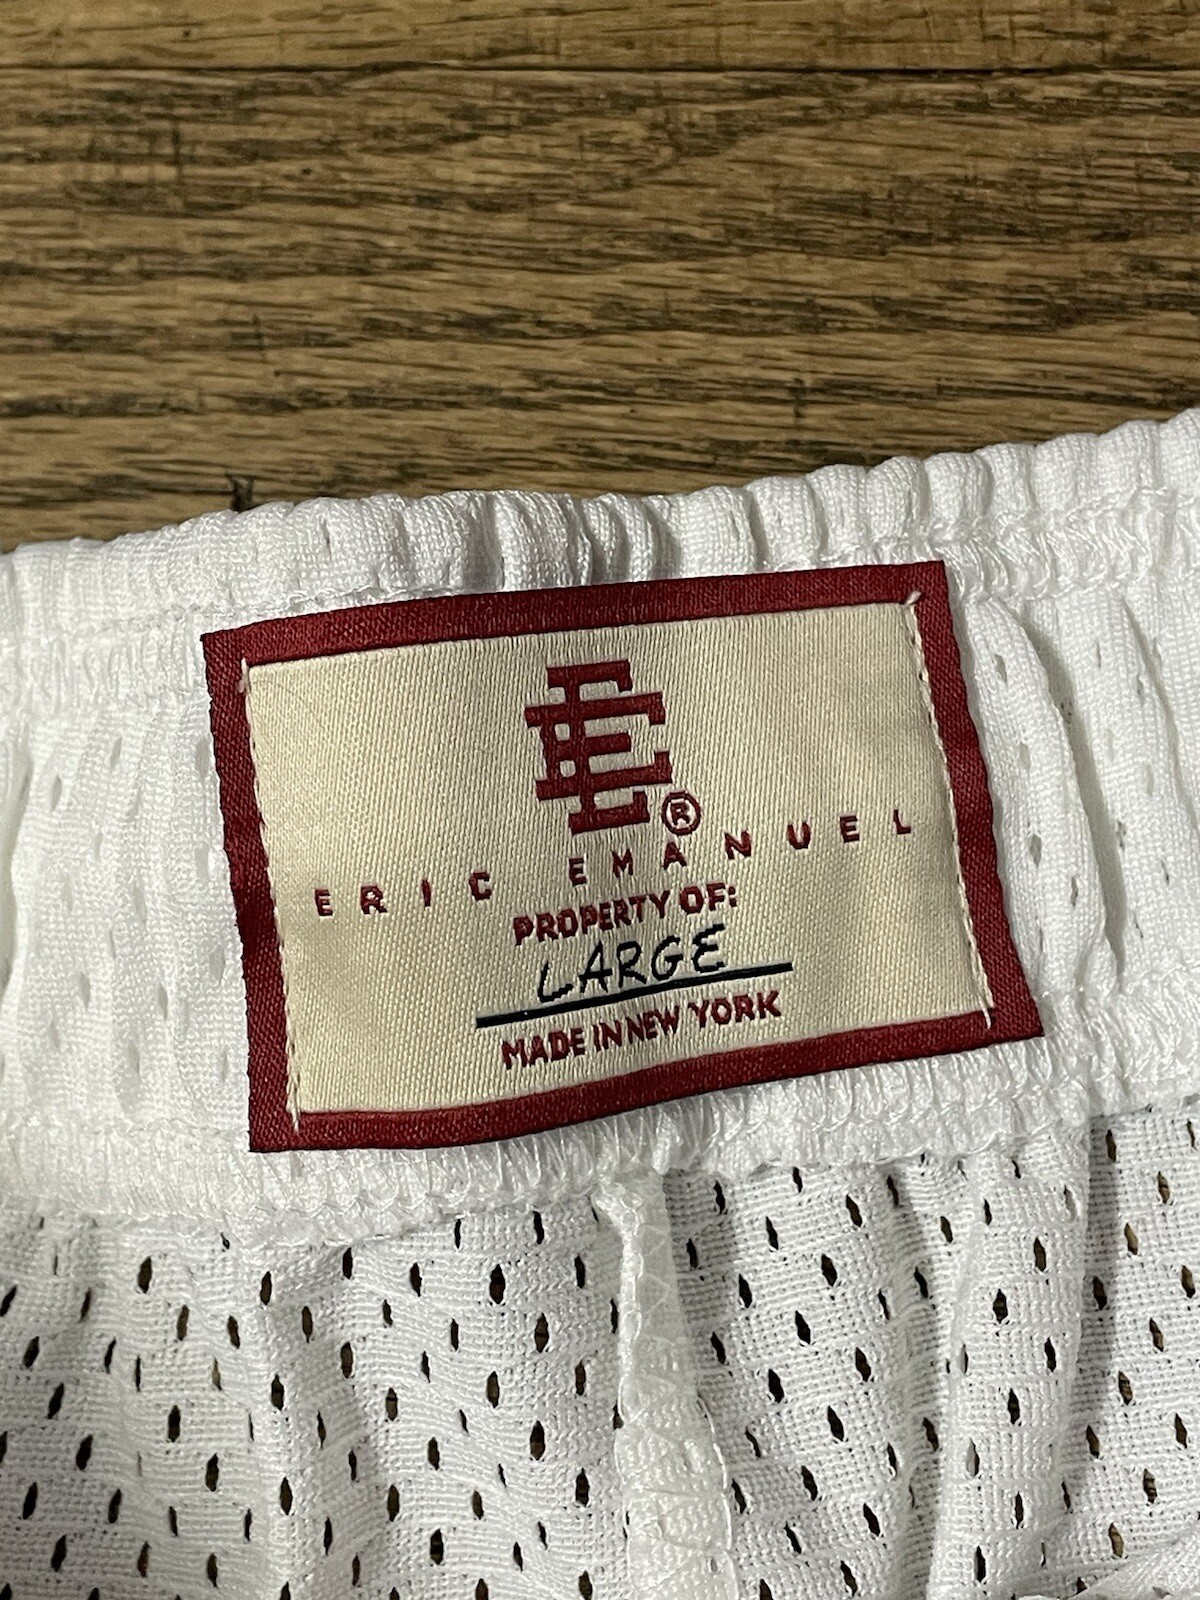 EE®
ERIC EMANUEL
PROPERTY OF:
LARGE
MADE IN NEW YORK